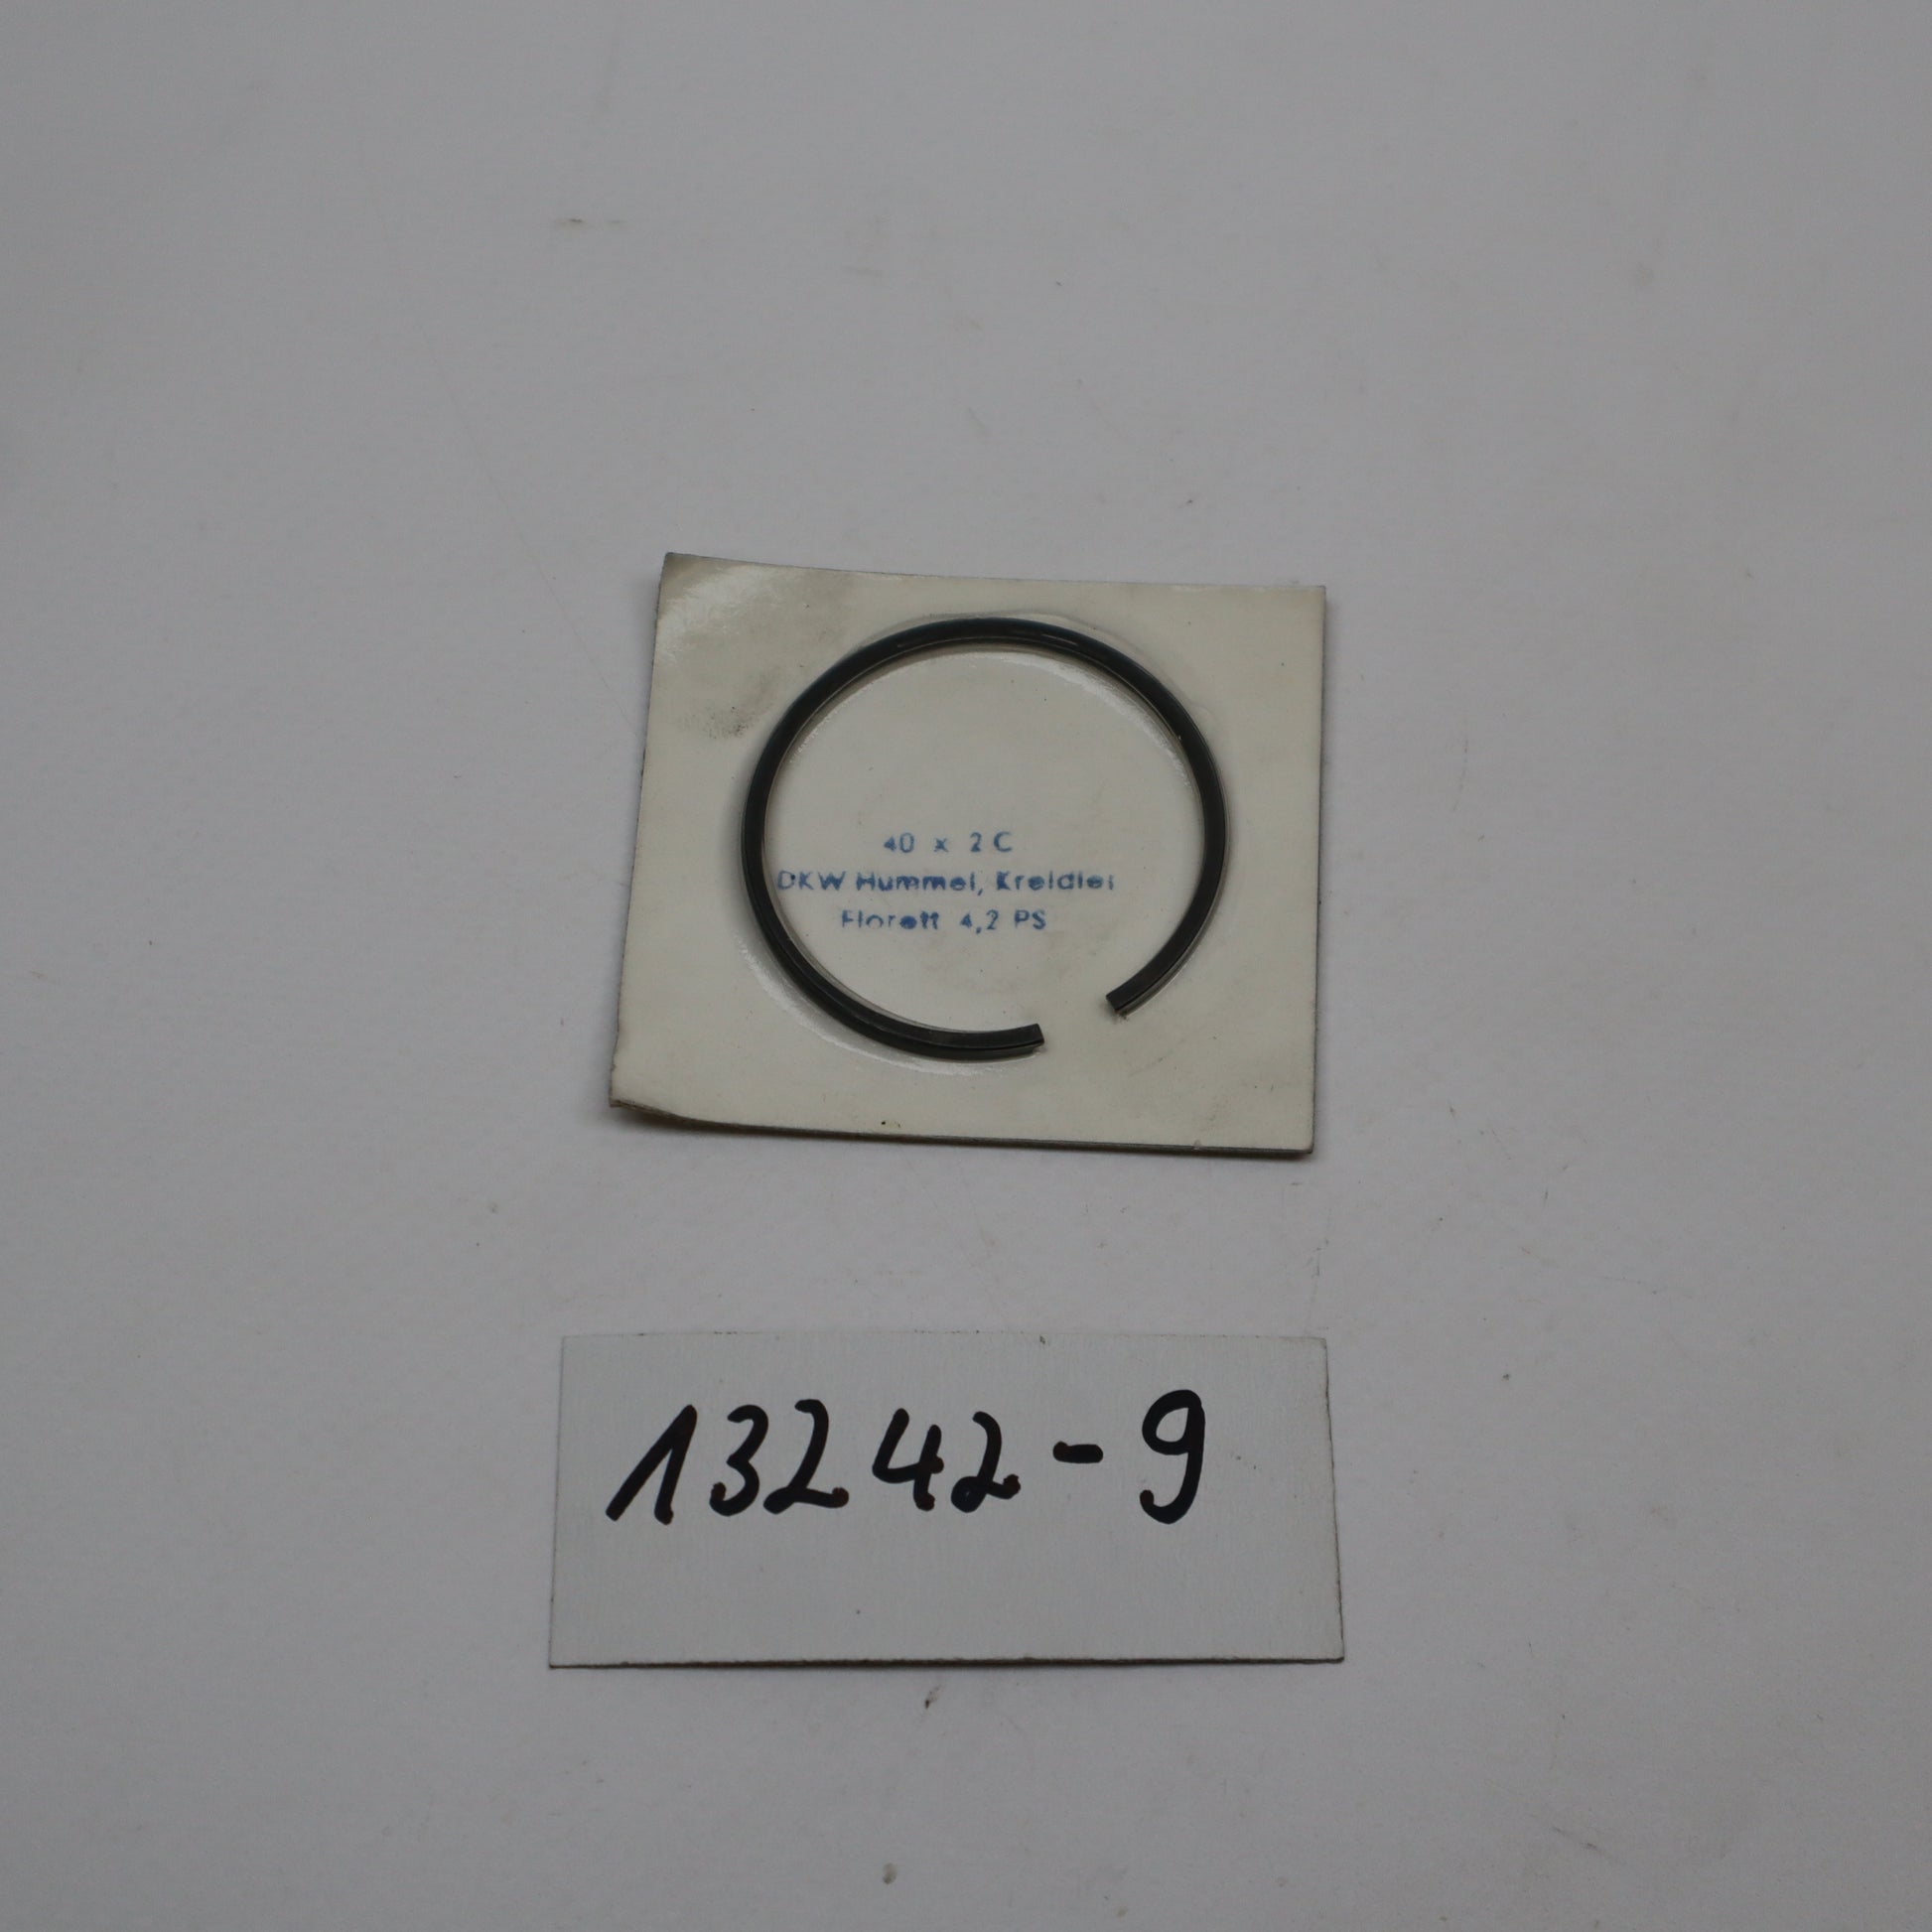 40 x 2 C
DKW Hummel, Kreidler
Florett 4,2 PS
13242-9